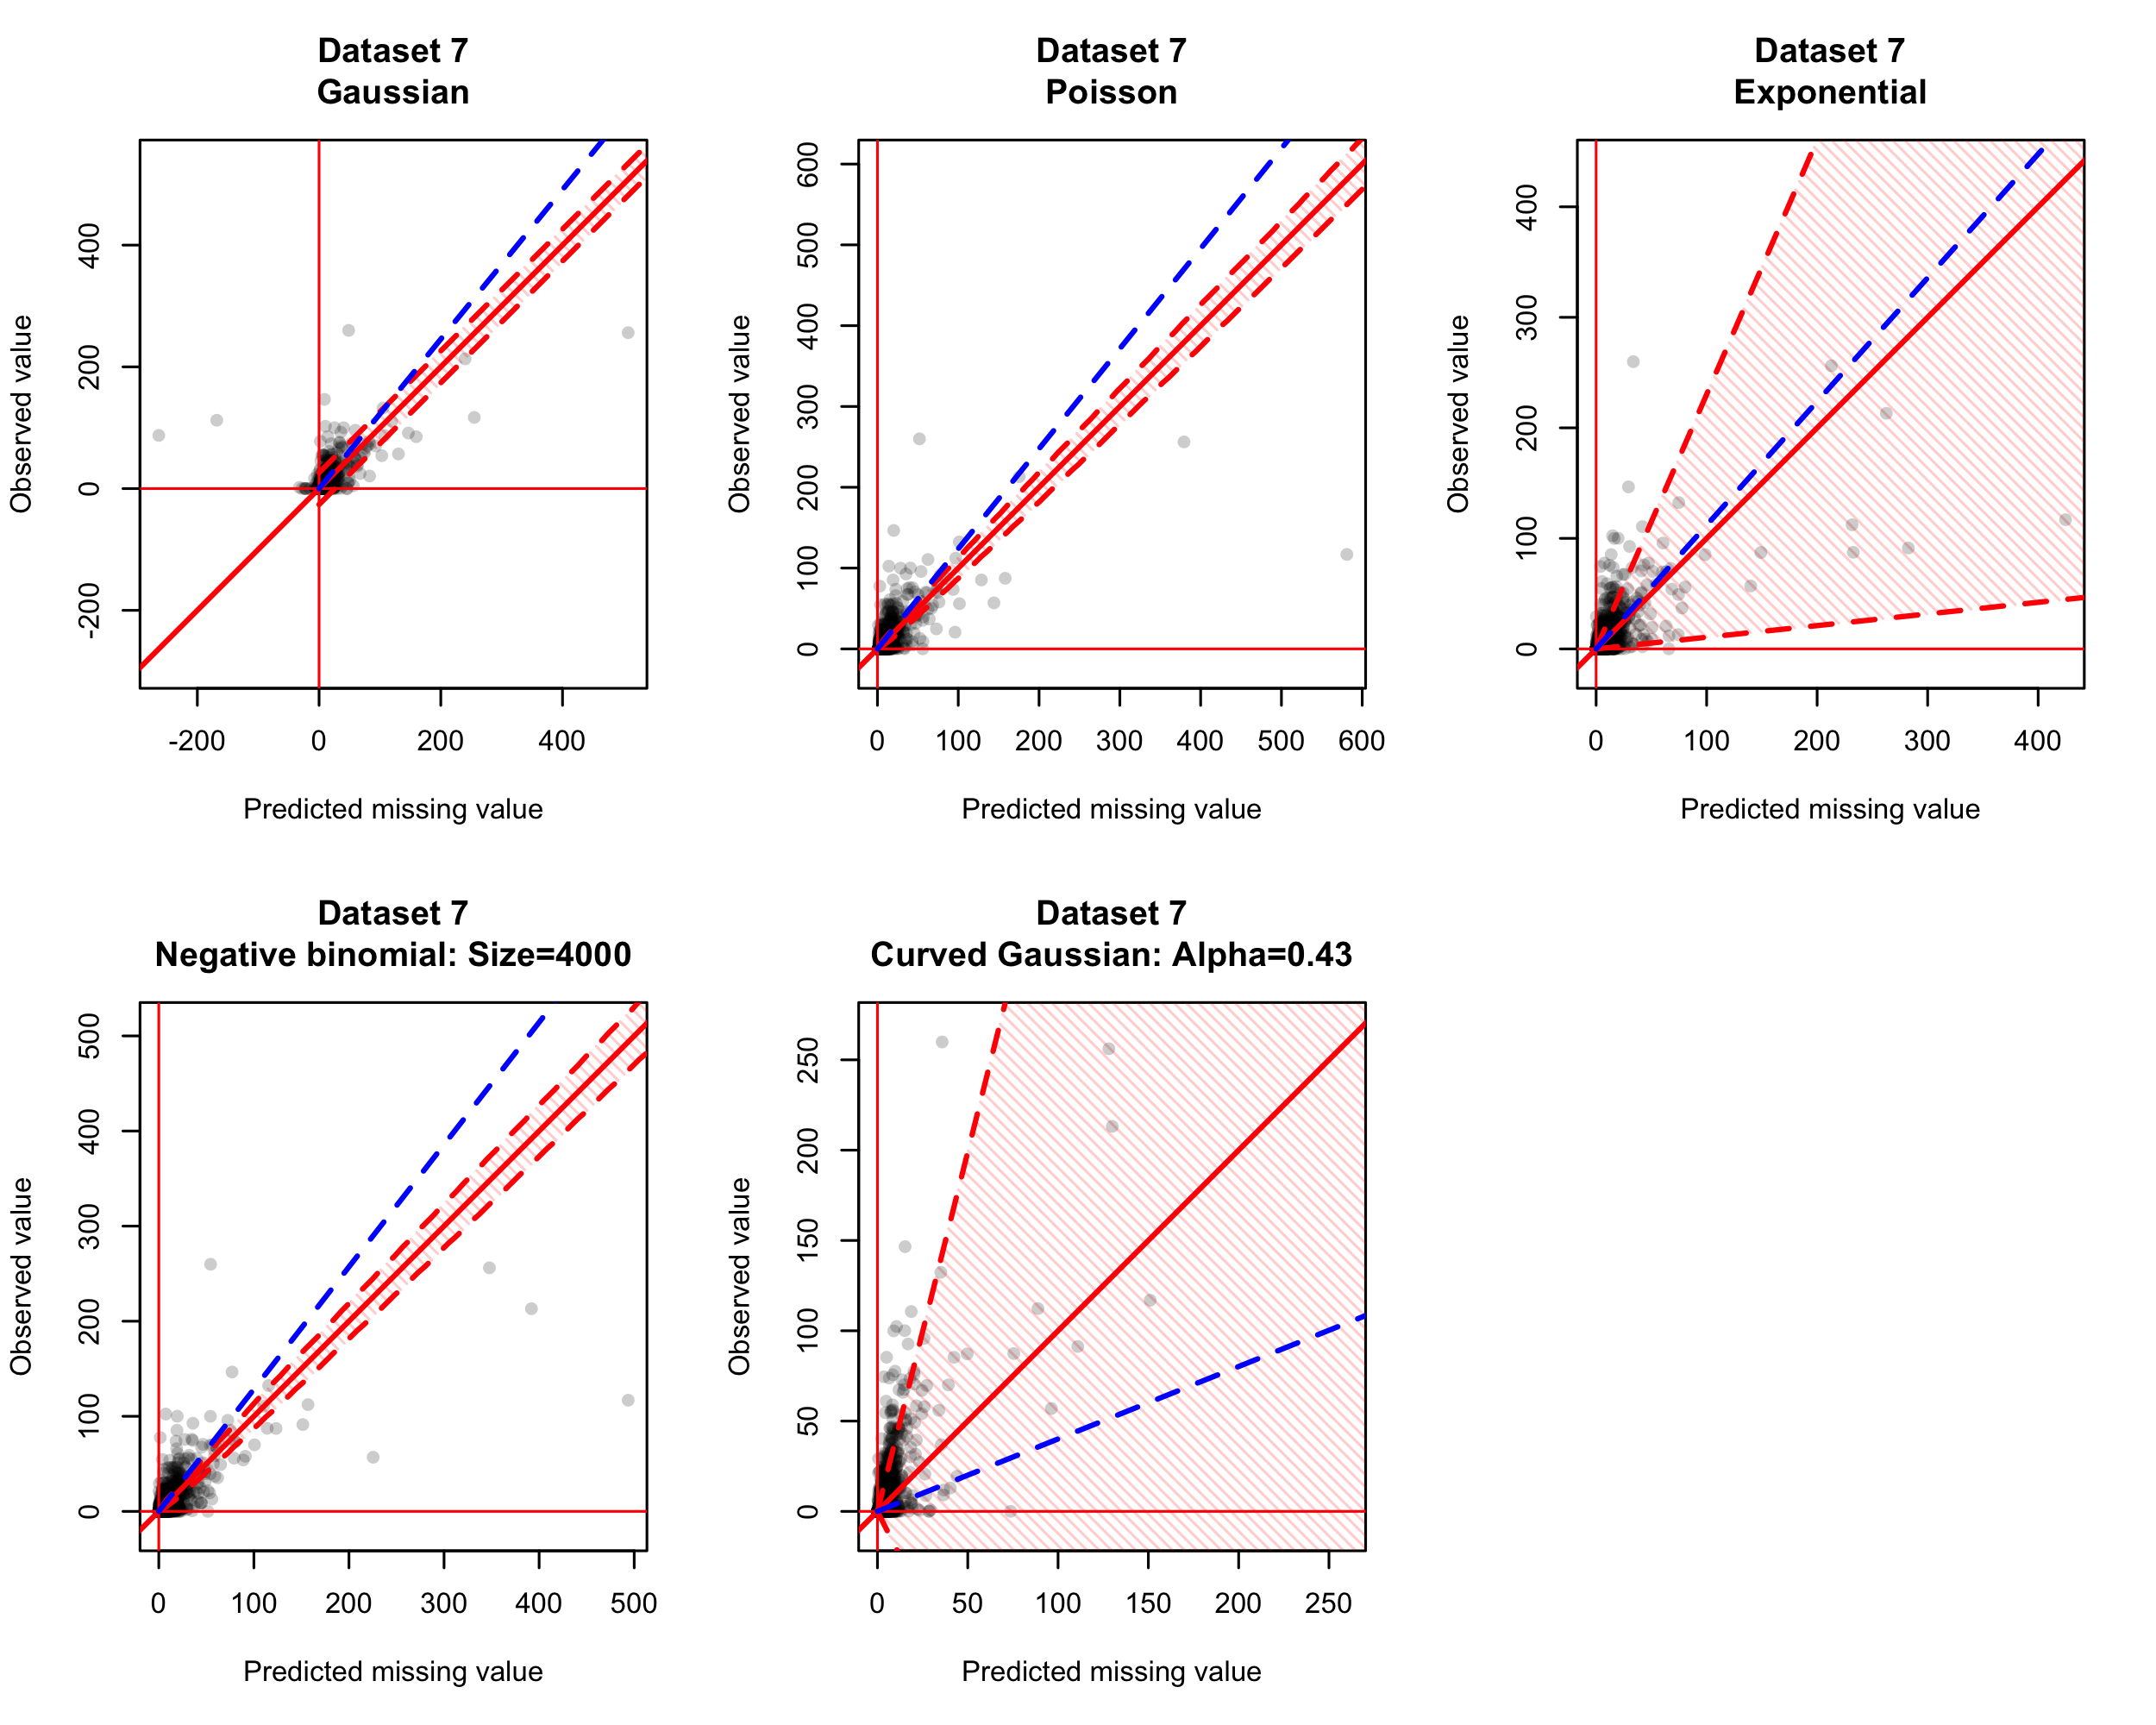 Dataset 7
Gaussian
Observed value
400
200
0
-200
-200 0 200 400
Predicted missing value
Dataset 7
Poisson
Observed value
600
500
400
300
200
100
0
0 100 200 300 400 500 600
Predicted missing value
Dataset 7
Exponential
Observed value
400
300
200
100
0
0 100 200 300 400
Predicted missing value
Dataset 7
Negative binomial: Size=4000
Observed value
500
400
300
200
100
0
0 100 200 300 400 500
Predicted missing value
Dataset 7
Curved Gaussian: Alpha=0.43
Observed value
250
200
150
100
50
0
0 50 100 150 200 250
Predicted missing value